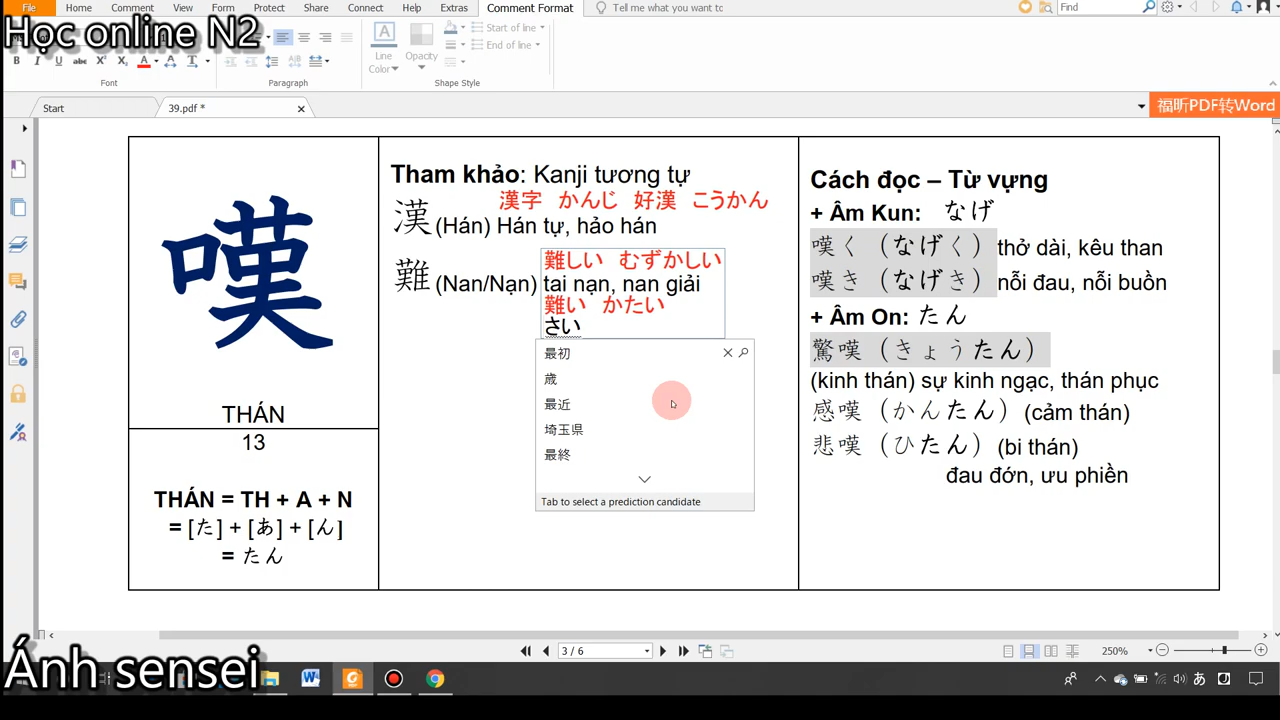 File Home Comment View Form Protect Share Connect Help Extras Comment Format Tell me what you want to Find
Học online N2
Line Color
Opacity
Start of line
End of line
Font Paragraph Shape Style
Start 39.pdf *
福昕PDF转Word
嘆
THÁN
13
THÁN = TH + A + N
= [た] + [あ] + [ん]
= たん
Tham khảo: Kanji tương tự
漢字 かんじ 好漢 こうかん
漢 (Hán) Hán tự, hảo hán
難しい むずかしい
難 (Nan/Nạn) tai nạn, nan giải
難い かたい
さい
最初
歳
最近
埼玉県
最終
Tab to select a prediction candidate
Cách đọc – Từ vựng
+ Âm Kun: なげ
嘆く（なげく）thở dài, kêu than
嘆き（なげき）nỗi đau, nỗi buồn
+ Âm On: たん
驚嘆（きょうたん）
(kinh thán) sự kinh ngạc, thán phục
感嘆（かんたん）(cảm thán)
悲嘆（ひたん）(bi thán)
đau đớn, ưu phiền
3 / 6
250%
Ánh sensei
あ